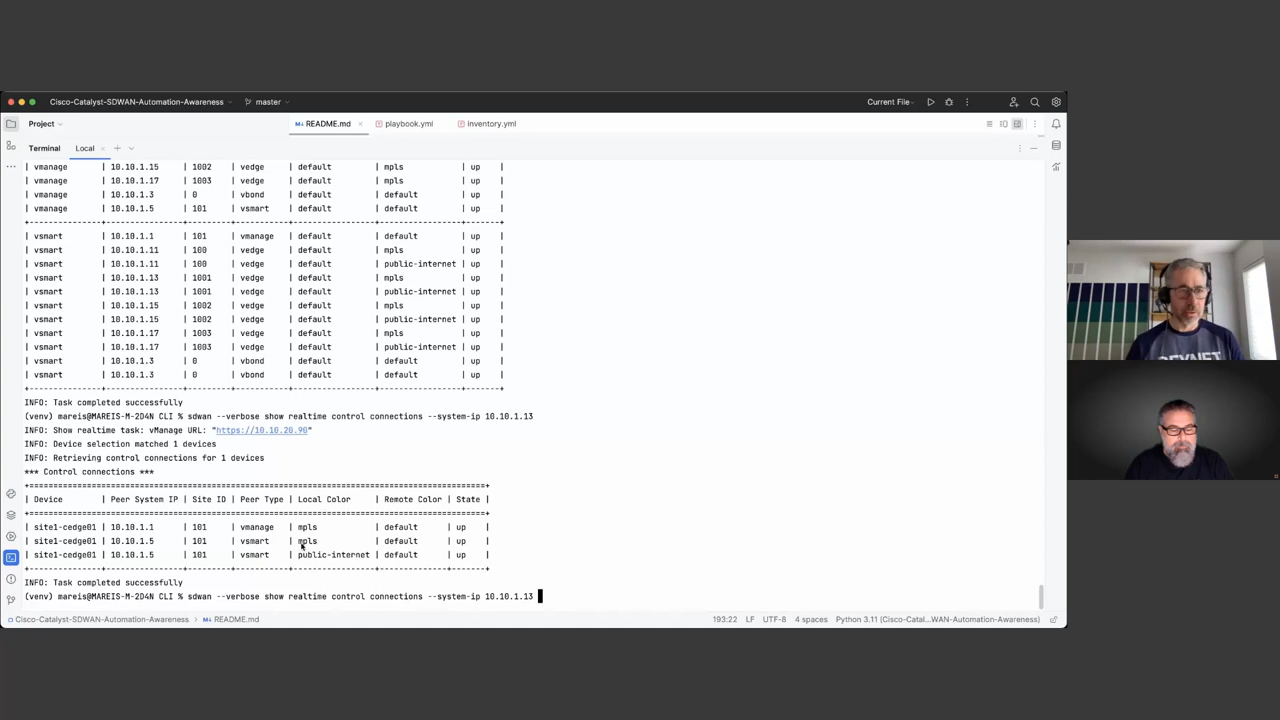 Cisco-Catalyst-SDWAN-Automation-Awareness master Current File
Project README.md playbook.yml inventory.yml
Terminal Local
| vmanage | 10.10.1.15 | 1002 | vedge | default | mpls | up |
| vmanage | 10.10.1.17 | 1003 | vedge | default | mpls | up |
| vmanage | 10.10.1.3 | 0 | vbond | default | default | up |
| vmanage | 10.10.1.5 | 101 | vsmart | default | default | up |
+---------------+---------------+---------+-------------+--------------------+--------------------+-------+
| vsmart | 10.10.1.1 | 101 | vmanage | default | default | up |
| vsmart | 10.10.1.11 | 100 | vedge | default | mpls | up |
| vsmart | 10.10.1.11 | 100 | vedge | default | public-internet | up |
| vsmart | 10.10.1.13 | 1001 | vedge | default | mpls | up |
| vsmart | 10.10.1.13 | 1001 | vedge | default | public-internet | up |
| vsmart | 10.10.1.15 | 1002 | vedge | default | mpls | up |
| vsmart | 10.10.1.15 | 1002 | vedge | default | public-internet | up |
| vsmart | 10.10.1.17 | 1003 | vedge | default | mpls | up |
| vsmart | 10.10.1.17 | 1003 | vedge | default | public-internet | up |
| vsmart | 10.10.1.3 | 0 | vbond | default | default | up |
| vsmart | 10.10.1.3 | 0 | vbond | default | default | up |
+---------------+---------------+---------+-------------+--------------------+--------------------+-------+
INFO: Task completed successfully
(venv) mareis@MAREIS-M-2D4N CLI % sdwan --verbose show realtime control connections --system-ip 10.10.1.13
INFO: Show realtime task: vManage URL: "https://10.10.20.90"
INFO: Device selection matched 1 devices
INFO: Retrieving control connections for 1 devices
*** Control connections ***
+=====================================================================================================+
| Device | Peer System IP | Site ID | Peer Type | Local Color | Remote Color | State |
+=====================================================================================================+
| site1-cedge01 | 10.10.1.1 | 101 | vmanage | mpls | default | up |
| site1-cedge01 | 10.10.1.5 | 101 | vsmart | mpls | default | up |
| site1-cedge01 | 10.10.1.5 | 101 | vsmart | public-internet | default | up |
+---------------+----------------+---------+-----------+-----------------+--------------+-------+
INFO: Task completed successfully
(venv) mareis@MAREIS-M-2D4N CLI % sdwan --verbose show realtime control connections --system-ip 10.10.1.13
Cisco-Catalyst-SDWAN-Automation-Awareness > README.md 193:22 LF UTF-8 4 spaces Python 3.11 (Cisco-Catal...WAN-Automation-Awareness)